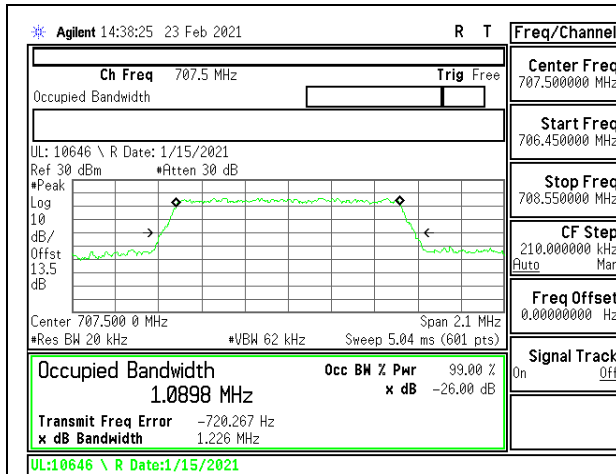 Agilent 14:38:25 23 Feb 2021 R T
Freq/Channel
Ch Freq 707.5 MHz Trig Free
Occupied Bandwidth
Center Freq
707.500000 MHz
Start Freq
706.450000 MHz
Stop Freq
708.550000 MHz
CF Step
210.000000 kHz
Auto Man
Freq Offset
0.00000000 Hz
Signal Track
On Off
UL: 10646 \ R Date: 1/15/2021
Ref 30 dBm #Atten 30 dB
#Peak
Log
10
dB/
Offst
13.5
dB
Center 707.500 0 MHz Span 2.1 MHz
#Res BW 20 kHz #VBW 62 kHz Sweep 5.04 ms (601 pts)
Occupied Bandwidth Occ BW % Pwr 99.00 %
1.0898 MHz x dB -26.00 dB
Transmit Freq Error -720.267 Hz
x dB Bandwidth 1.226 MHz
UL:10646 \ R Date:1/15/2021